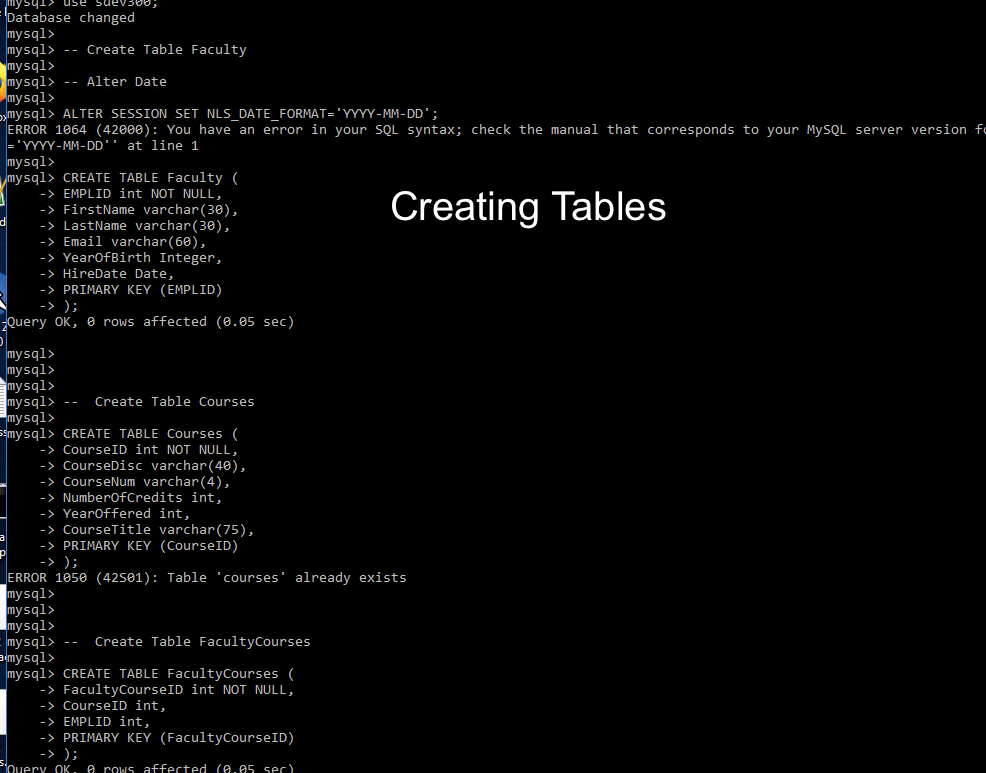 mysql> use sdev300;
Database changed
mysql>
mysql> -- Create Table Faculty
mysql>
mysql> -- Alter Date
mysql>
mysql> ALTER SESSION SET NLS_DATE_FORMAT='YYYY-MM-DD';
ERROR 1064 (42000): You have an error in your SQL syntax; check the manual that corresponds to your MySQL server version fo
='YYYY-MM-DD'' at line 1
mysql>
mysql> CREATE TABLE Faculty (
    -> EMPLID int NOT NULL,
Creating Tables
    -> FirstName varchar(30),
    -> LastName varchar(30),
    -> Email varchar(60),
    -> YearOfBirth Integer,
    -> HireDate Date,
    -> PRIMARY KEY (EMPLID)
    -> );
Query OK, 0 rows affected (0.05 sec)
mysql>
mysql>
mysql>
mysql> --  Create Table Courses
mysql>
mysql> CREATE TABLE Courses (
    -> CourseID int NOT NULL,
    -> CourseDisc varchar(40),
    -> CourseNum varchar(4),
    -> NumberOfCredits int,
    -> YearOffered int,
    -> CourseTitle varchar(75),
    -> PRIMARY KEY (CourseID)
    -> );
ERROR 1050 (42S01): Table 'courses' already exists
mysql>
mysql>
mysql>
mysql> --  Create Table FacultyCourses
mysql>
mysql> CREATE TABLE FacultyCourses (
    -> FacultyCourseID int NOT NULL,
    -> CourseID int,
    -> EMPLID int,
    -> PRIMARY KEY (FacultyCourseID)
    -> );
Query OK, 0 rows affected (0.05 sec)